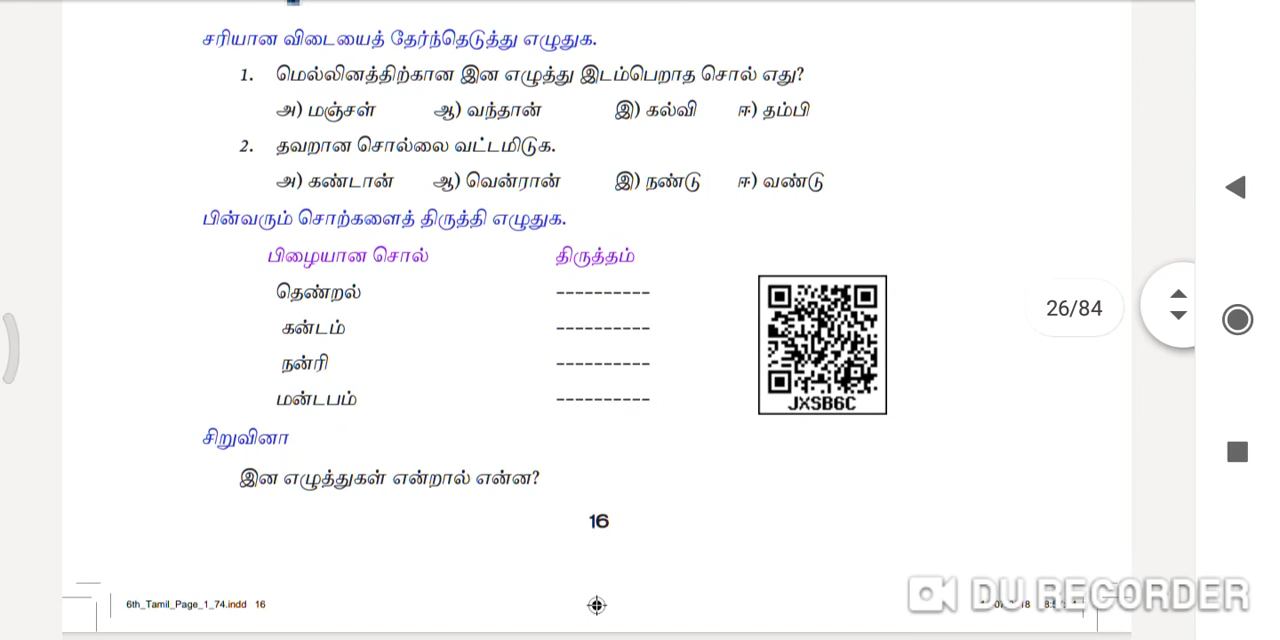 சரியான விடையைத் தேர்ந்தெடுத்து எழுதுக.
1. மெல்லினத்திற்கான இன எழுத்து இடம்பெறாத சொல் எது?
அ) மஞ்சள் ஆ) வந்தான் இ) கல்வி ஈ) தம்பி
2. தவறான சொல்லை வட்டமிடுக.
அ) கண்டான் ஆ) வென்ரான் இ) நண்டு ஈ) வண்டு
பின்வரும் சொற்களைத் திருத்தி எழுதுக.
பிழையான சொல் திருத்தம்
தெண்றல் ----------
கன்டம் ----------
நன்ரி ----------
மன்டபம் ----------
JXSB6C
26/84
சிறுவினா
இன எழுத்துகள் என்றால் என்ன?
16
6th_Tamil_Page_1_74.indd 16
DU RECORDER